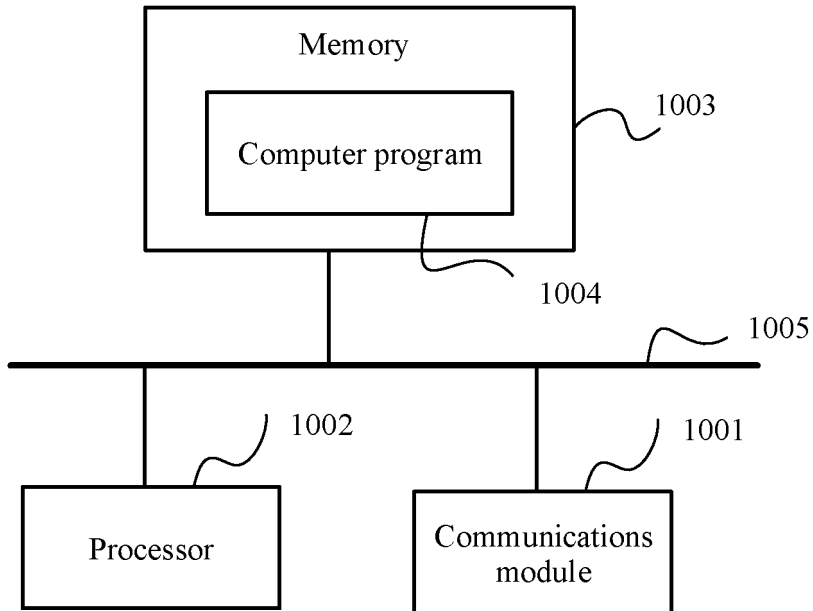 Memory
1003
Computer program
1004
1005
1002
1001
Processor
Communications
module